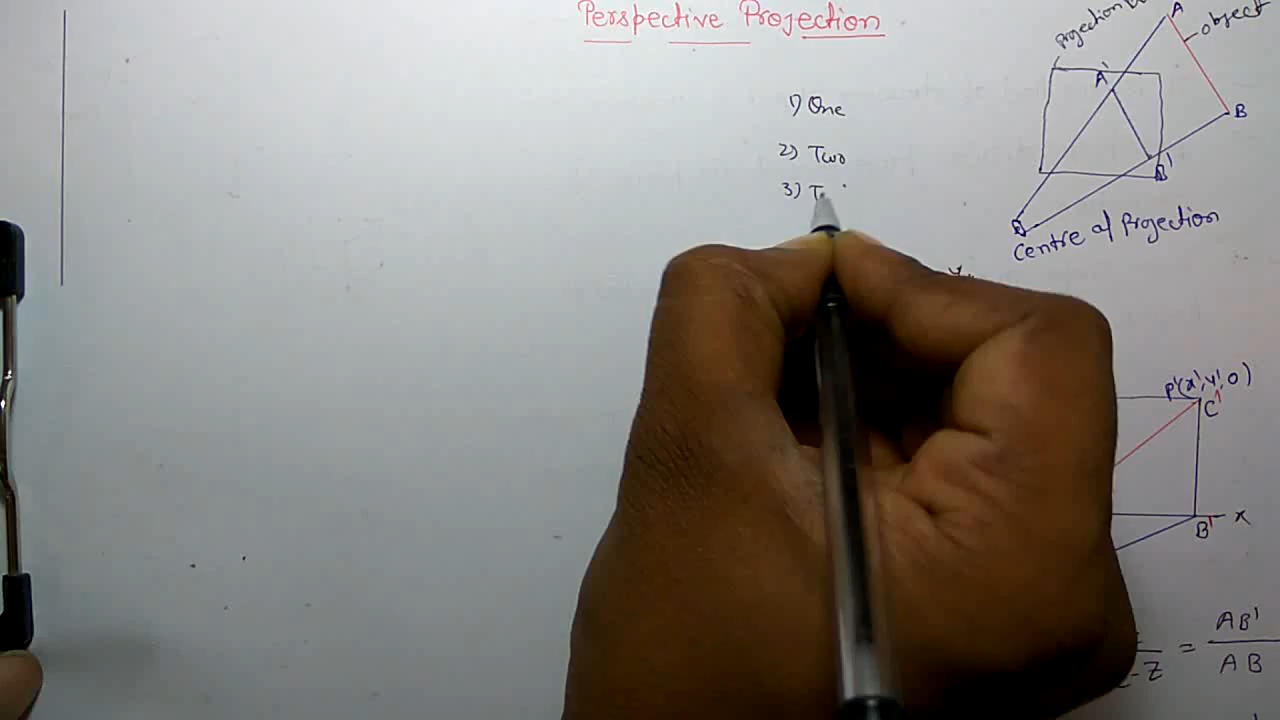 Perspective Projection
1) One
2) Two
3) T
Projection
A
object
A'
B
B'
Centre of Projection
P'(x', y', 0)
C'
B'
x
-Z
=
AB'
AB